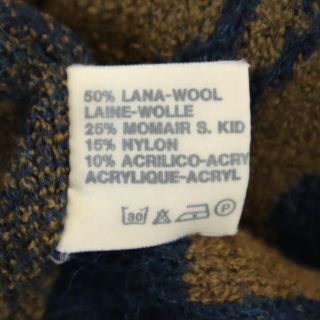 50% LANA-WOOL
LAINE-WOLLE
25% MOMAIR S. KID
15% NYLON
10% ACRILICO-ACRY
ACRYLIQUE-ACRYL
30 P